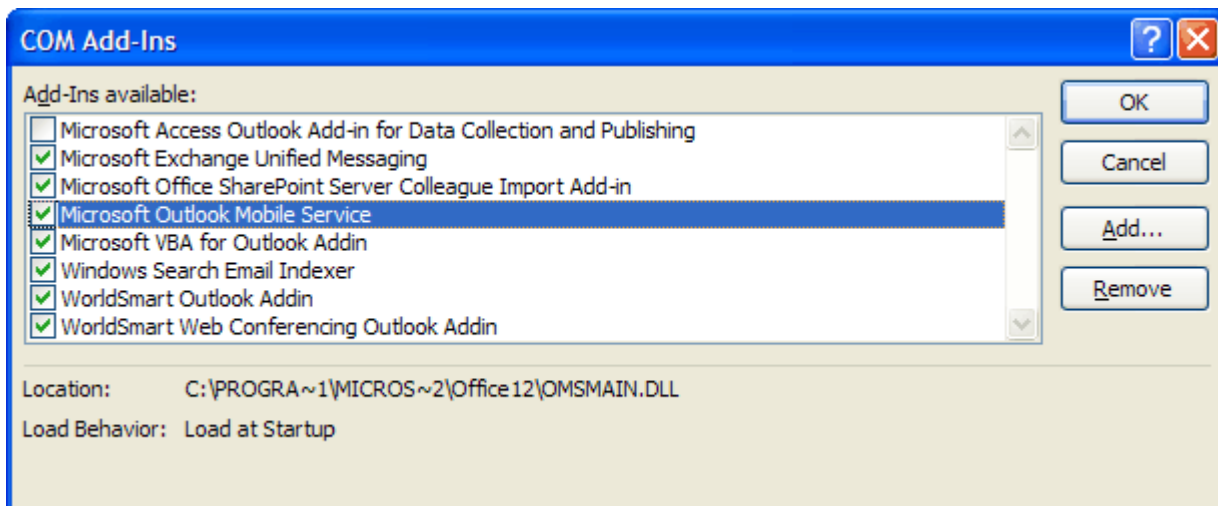 COM Add-Ins
Add-Ins available:
Microsoft Access Outlook Add-in for Data Collection and Publishing
Microsoft Exchange Unified Messaging
Microsoft Office SharePoint Server Colleague Import Add-in
Microsoft Outlook Mobile Service
Microsoft VBA for Outlook Addin
Windows Search Email Indexer
WorldSmart Outlook Addin
WorldSmart Web Conferencing Outlook Addin
OK
Cancel
Add...
Remove
Location: C:\PROGRA~1\MICROS~2\Office12\OMSMAIN.DLL
Load Behavior: Load at Startup